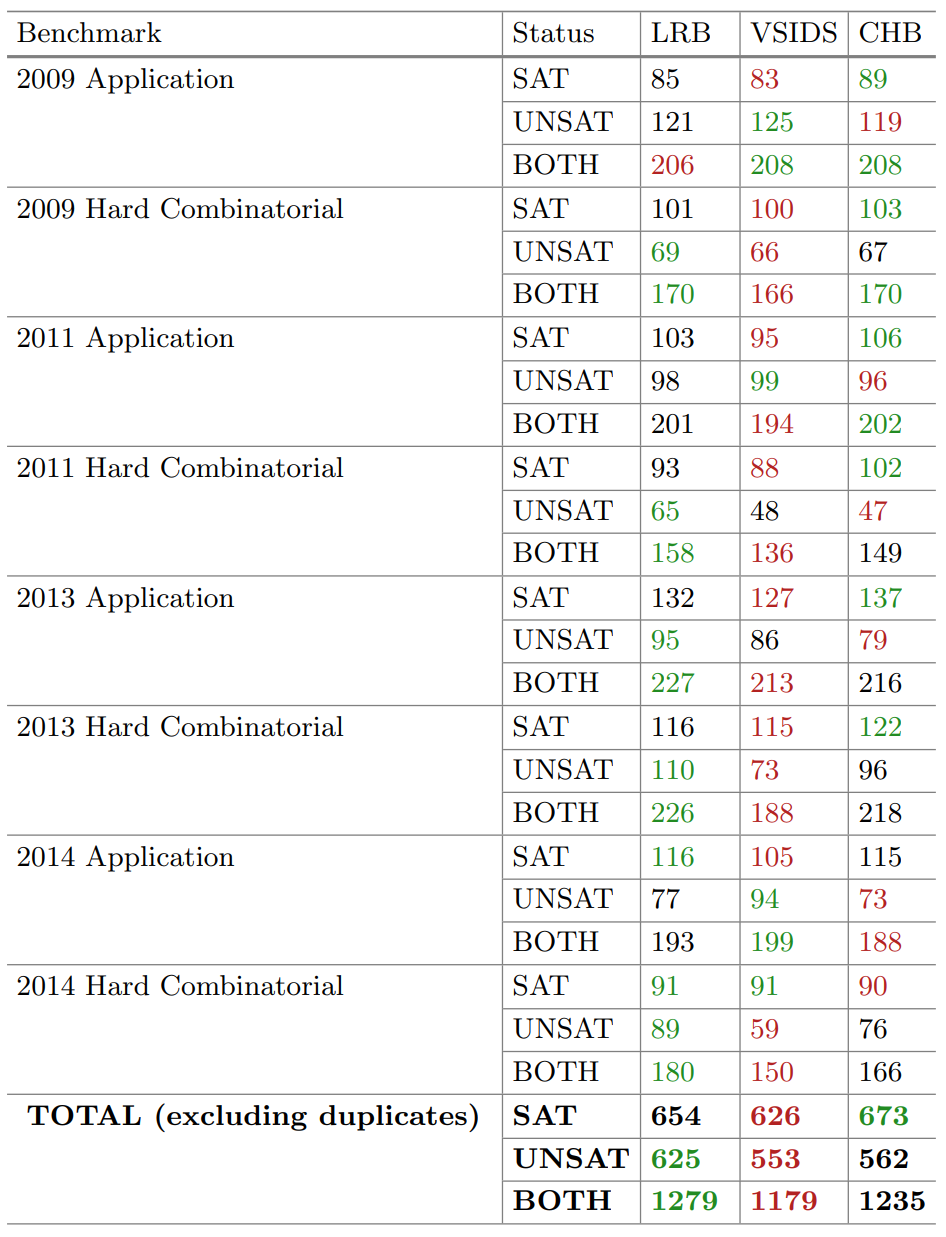 Benchmark Status LRB VSIDS CHB
2009 Application SAT 85 83 89
UNSAT 121 125 119
BOTH 206 208 208
2009 Hard Combinatorial SAT 101 100 103
UNSAT 69 66 67
BOTH 170 166 170
2011 Application SAT 103 95 106
UNSAT 98 99 96
BOTH 201 194 202
2011 Hard Combinatorial SAT 93 88 102
UNSAT 65 48 47
BOTH 158 136 149
2013 Application SAT 132 127 137
UNSAT 95 86 79
BOTH 227 213 216
2013 Hard Combinatorial SAT 116 115 122
UNSAT 110 73 96
BOTH 226 188 218
2014 Application SAT 116 105 115
UNSAT 77 94 73
BOTH 193 199 188
2014 Hard Combinatorial SAT 91 91 90
UNSAT 89 59 76
BOTH 180 150 166
TOTAL (excluding duplicates) SAT 654 626 673
UNSAT 625 553 562
BOTH 1279 1179 1235